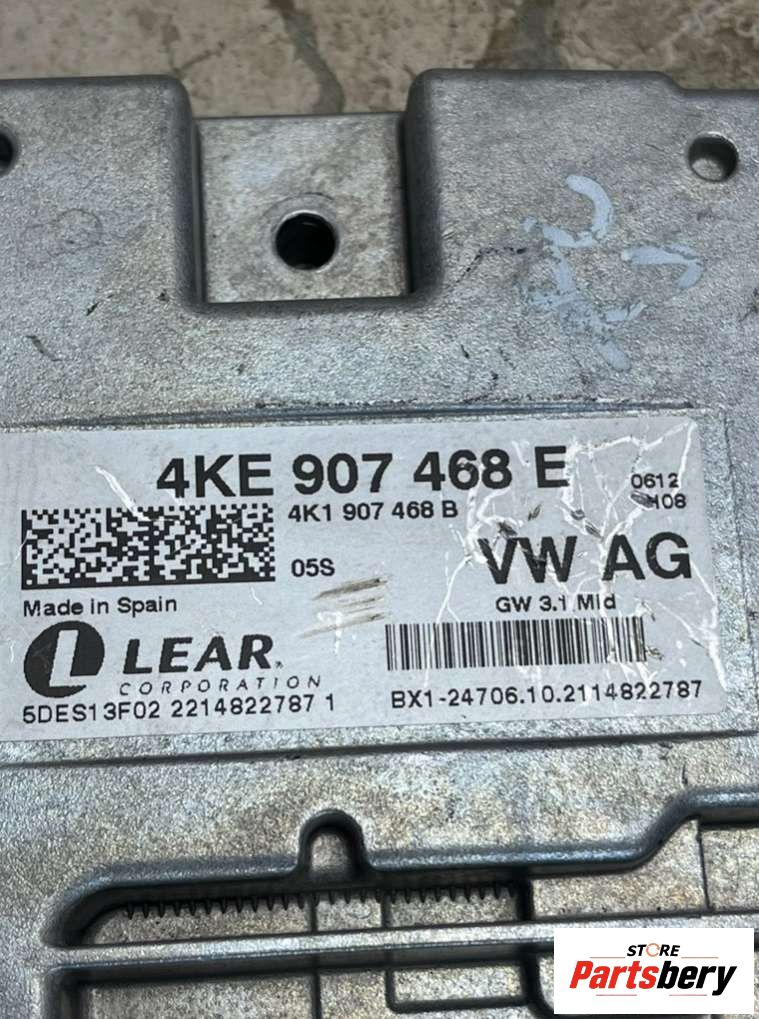 4KE 907 468 E
0612
4K1 907 468 B
H08
05S
VW AG
Made in Spain
GW 3.1 Mid
LEAR®
CORPORATION
5DES13F02 2214822787 1
BX1-24706.10.2114822787
STORE
Partsbery